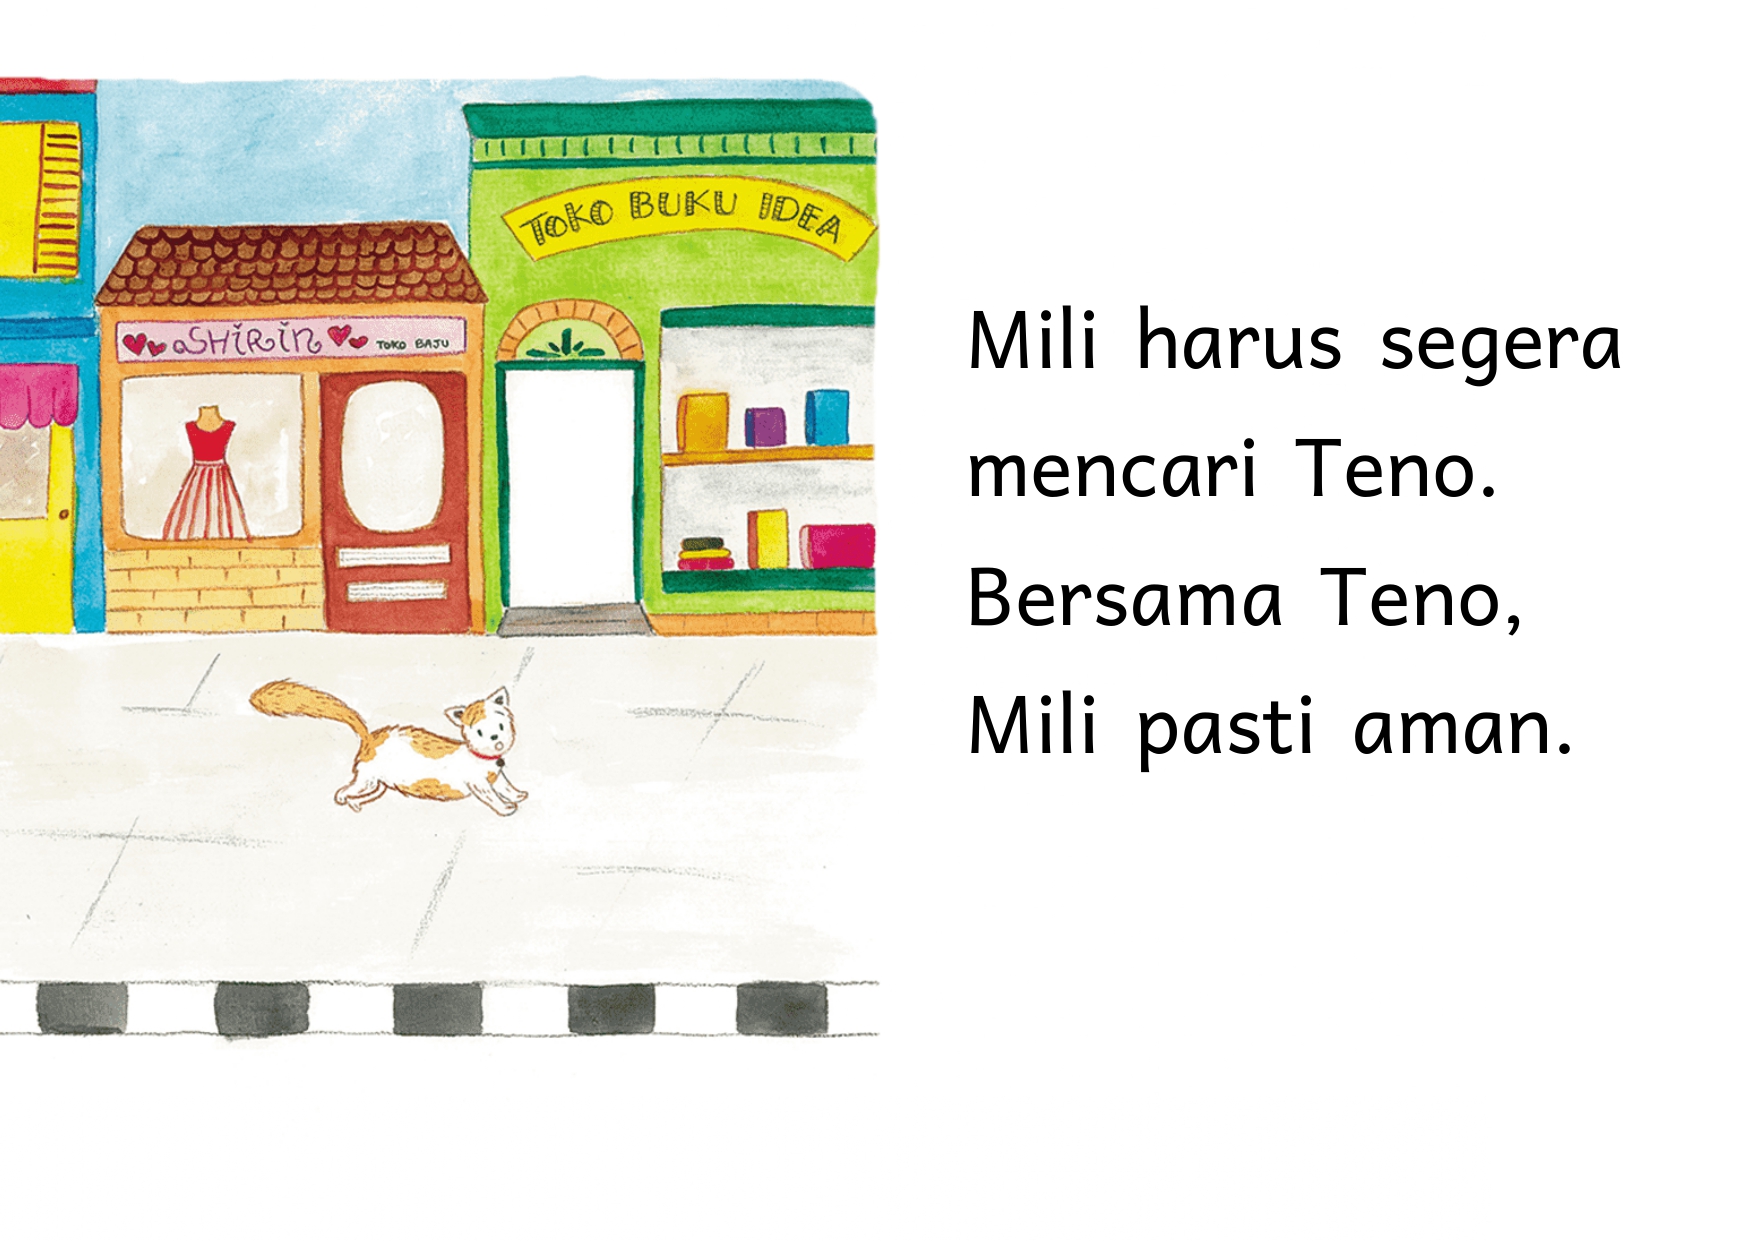 TOKO BUKU IDEA
SHIRIN
TOKO BAJU
Mili harus segera
mencari Teno.
Bersama Teno,
Mili pasti aman.